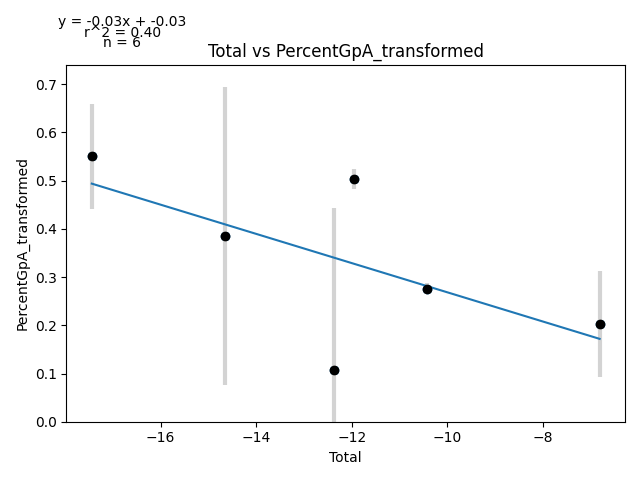 y = -0.03x + -0.03
r^2 = 0.40
n = 6
Total vs PercentGpA_transformed
PercentGpA_transformed
0.7
0.6
0.5
0.4
0.3
0.2
0.1
0.0
−16
−14
−12
−10
−8
Total